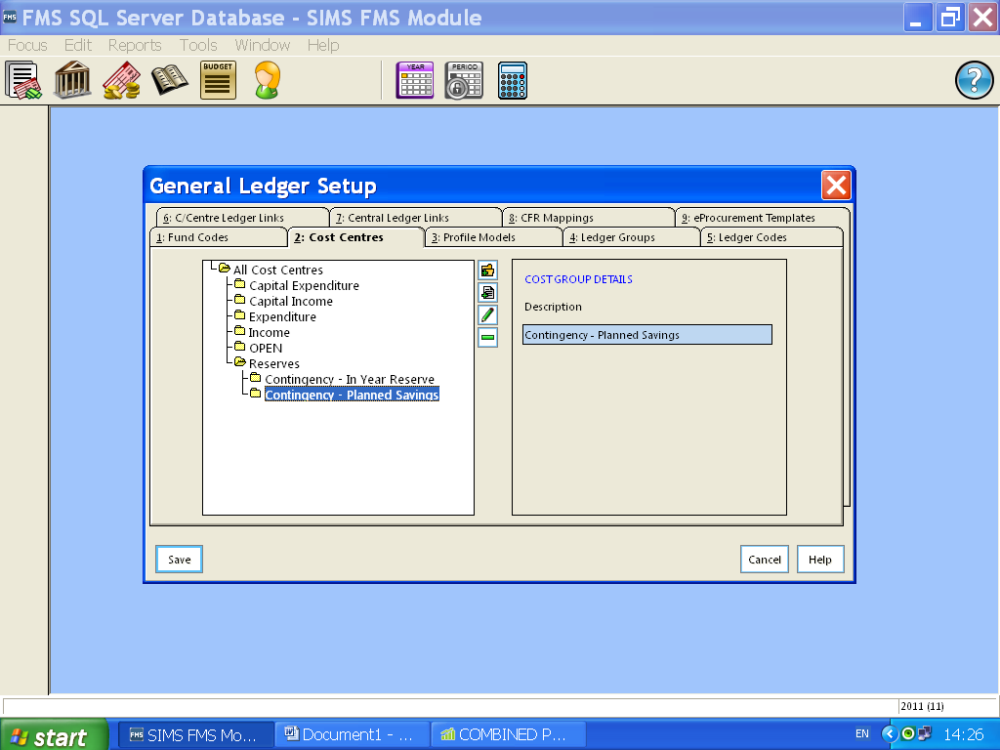 FMS FMS SQL Server Database - SIMS FMS Module
Focus Edit Reports Tools Window Help
BUDGET YEAR PERIOD ?
General Ledger Setup
6: C/Centre Ledger Links 7: Central Ledger Links 8: CFR Mappings 9: eProcurement Templates
1: Fund Codes 2: Cost Centres 3: Profile Models 4: Ledger Groups 5: Ledger Codes
All Cost Centres
Capital Expenditure
Capital Income
Expenditure
Income
OPEN
Reserves
Contingency - In Year Reserve
Contingency - Planned Savings
COST GROUP DETAILS
Description
Contingency - Planned Savings
Save Cancel Help
2011 (11)
start FMS SIMS FMS Mo... Document1 - ... COMBINED P... EN 14:26